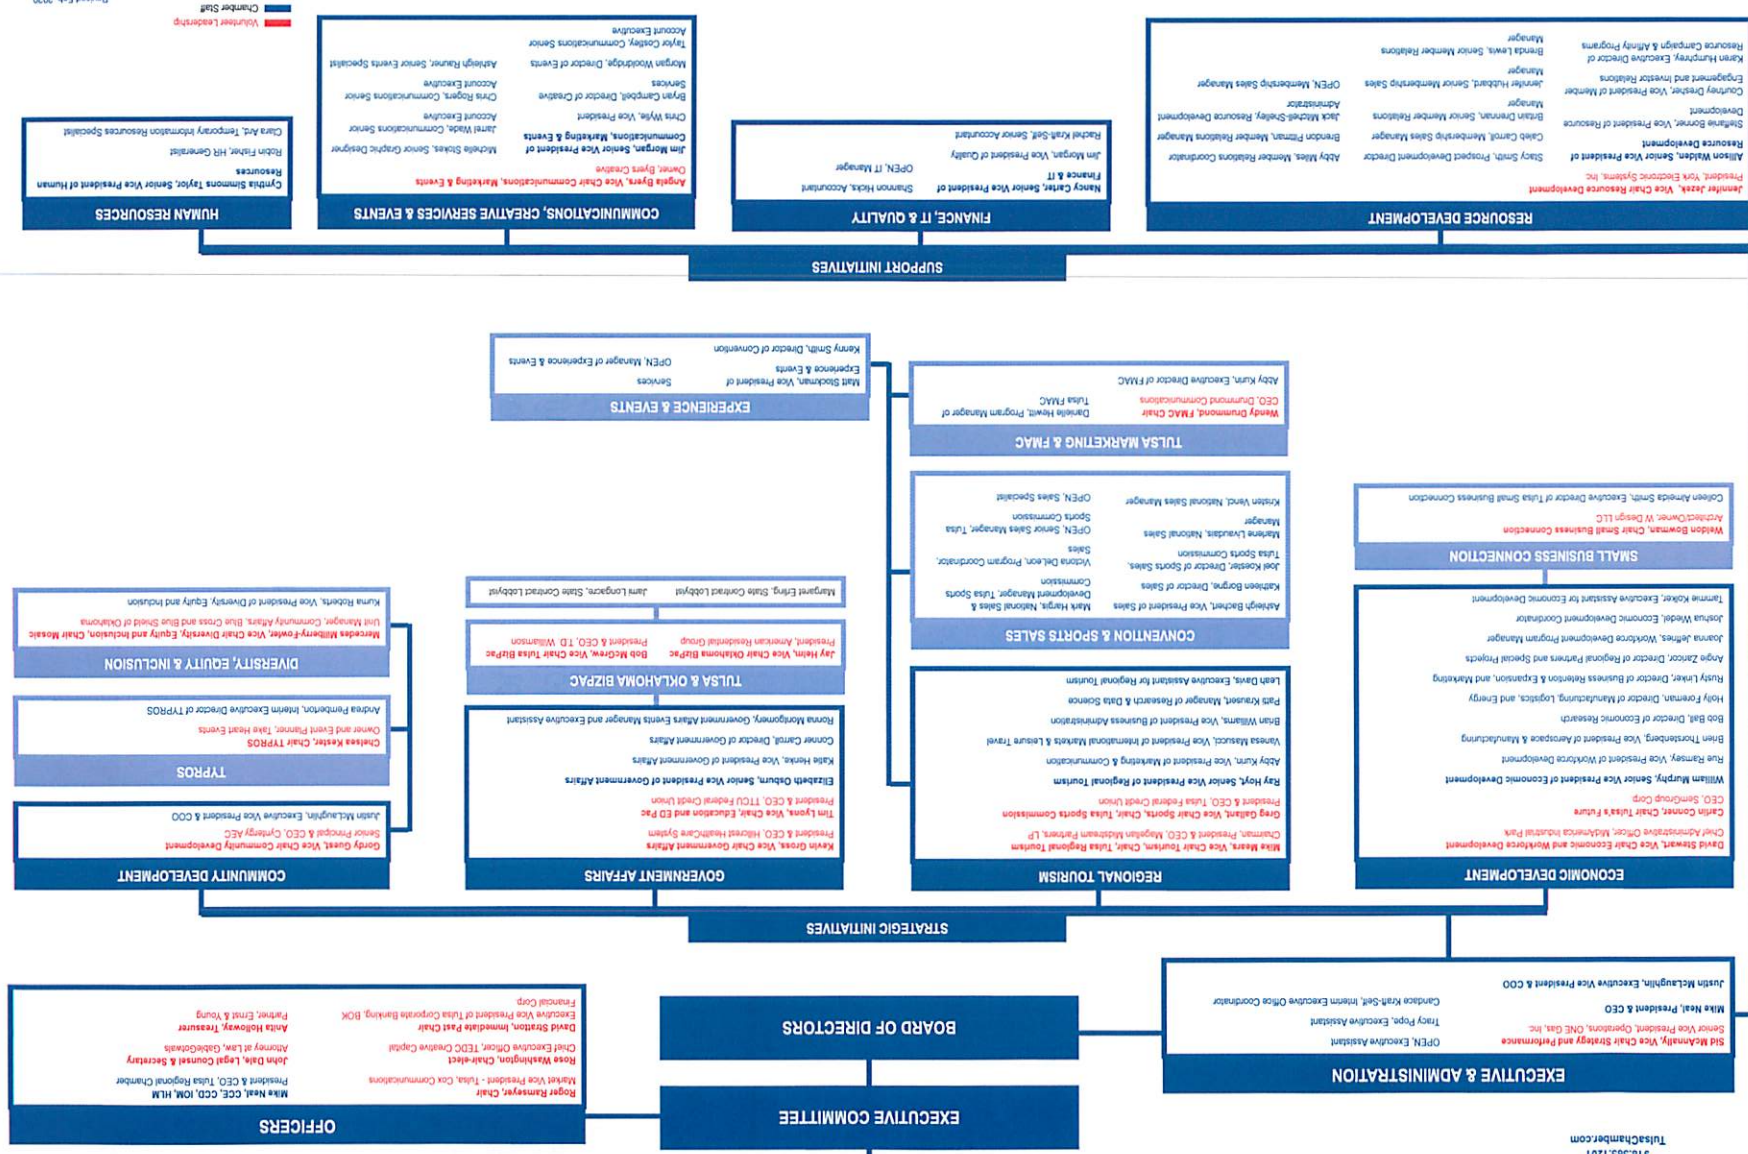 TulsaChamber.com
EXECUTIVE COMMITTEE
BOARD OF DIRECTORS
EXECUTIVE & ADMINISTRATION
Sid McAnnally, Vice Chair Strategy and Performance
Senior Vice President, Operations, ONE Gas, Inc
Mike Neal, President & CEO
Justin McLaughlin, Executive Vice President & COO
OPEN, Executive Assistant
Tracy Pope, Executive Assistant
Candace Kraft-Self, Interim Executive Office Coordinator
OFFICERS
Roger Ramseyer, Chair
Market Vice President - Tulsa, Cox Communications
Rose Washington, Chair-elect
Chief Executive Officer, TEDC Creative Capital
David Stratton, Immediate Past Chair
Executive Vice President of Tulsa Corporate Banking, BOK
Financial Corp
Mike Neal, CCE, CCD, IOM, HLM
President & CEO, Tulsa Regional Chamber
John Dale, Legal Counsel & Secretary
Attorney at Law, GableGotwals
Anita Holloway, Treasurer
Partner, Ernst & Young
STRATEGIC INITIATIVES
ECONOMIC DEVELOPMENT
David Stewart, Vice Chair Economic and Workforce Development
Chief Administrative Officer, MidAmerica Industrial Park
Carlin Conner, Chair Tulsa's Future
CEO, SemGroup Corp
William Murphy, Senior Vice President of Economic Development
Rue Ramsey, Vice President of Workforce Development
Brien Thorstenberg, Vice President of Aerospace & Manufacturing
Bob Ball, Director of Economic Research
Holly Foreman, Director of Manufacturing, Logistics, and Energy
Rusty Linker, Director of Business Retention & Expansion, and Marketing
Angie Zaricor, Director of Regional Partners and Special Projects
Joanna Jeffries, Workforce Development Program Manager
Joshua Wiedel, Economic Development Coordinator
Tammie Kolker, Executive Assistant for Economic Development
SMALL BUSINESS CONNECTION
Weldon Bowman, Chair Small Business Connection
Architect/Owner, W Design LLC
Colleen Almeida Smith, Executive Director of Tulsa Small Business Connection
REGIONAL TOURISM
Mike Mears, Vice Chair Tourism, Chair, Tulsa Regional Tourism
Chairman, President & CEO, Magellan Midstream Partners, LP
Greg Gallant, Vice Chair Sports, Chair, Tulsa Sports Commission
President & CEO, Tulsa Federal Credit Union
Ray Hoyt, Senior Vice President of Regional Tourism
Abby Kurin, Vice President of Marketing & Communication
Vanesa Masucci, Vice President of International Markets & Leisure Travel
Brian Williams, Vice President of Business Administration
Pati Krausert, Manager of Research & Data Science
Leah Davis, Executive Assistant for Regional Tourism
CONVENTION & SPORTS SALES
Ashleigh Bachert, Vice President of Sales
Kathleen Borgne, Director of Sales
Joel Koester, Director of Sports Sales,
Tulsa Sports Commission
Marlene Livaudais, National Sales
Manager
Kristen Venci, National Sales Manager
Mark Hargis, National Sales &
Development Manager, Tulsa Sports
Commission
Victoria DeLeon, Program Coordinator,
Sales
OPEN, Senior Sales Manager, Tulsa
Sports Commission
OPEN, Sales Specialist
TULSA MARKETING & FMAC
Wendy Drummond, FMAC Chair
CEO, Drummond Communications
Abby Kurin, Executive Director of FMAC
Danielle Hewitt, Program Manager of
Tulsa FMAC
EXPERIENCE & EVENTS
Matt Stockman, Vice President of
Experience & Events
Kenny Smith, Director of Convention
Services
OPEN, Manager of Experience & Events
GOVERNMENT AFFAIRS
Kevin Gross, Vice Chair Government Affairs
President & CEO, Hillcrest HealthCare System
Tim Lyons, Vice Chair, Education and ED Pac
President & CEO, TTCU Federal Credit Union
Elizabeth Osburn, Senior Vice President of Government Affairs
Katie Henke, Vice President of Government Affairs
Conner Carroll, Director of Government Affairs
Ronna Montgomery, Government Affairs Events Manager and Executive Assistant
TULSA & OKLAHOMA BIZPAC
Jay Helm, Vice Chair Oklahoma BizPac
President, American Residential Group
Bob McGrew, Vice Chair Tulsa BizPac
President & CEO, TD Williamson
Margaret Erling, State Contract Lobbyist
Jami Longacre, State Contract Lobbyist
COMMUNITY DEVELOPMENT
Gordy Guest, Vice Chair Community Development
Senior Principal & CEO, Cyntergy AEC
Justin McLaughlin, Executive Vice President & COO
TYPROS
Chelsea Kester, Chair TYPROS
Owner and Event Planner, Take Heart Events
Andrea Pemberton, Interim Executive Director of TYPROS
DIVERSITY, EQUITY & INCLUSION
Mercedes Millberry-Fowler, Vice Chair Diversity, Equity and Inclusion, Chair Mosaic
Unit Manager, Community Affairs, Blue Cross and Blue Shield of Oklahoma
Kuma Roberts, Vice President of Diversity, Equity and Inclusion
SUPPORT INITIATIVES
RESOURCE DEVELOPMENT
Jennifer Jezek, Vice Chair Resource Development
President, York Electronic Systems, Inc
Allison Walden, Senior Vice President of
Resource Development
Steffanie Bonner, Vice President of Resource
Development
Courtney Dresher, Vice President of Member
Engagement and Investor Relations
Karen Humphrey, Executive Director of
Resource Campaign & Affinity Programs
Stacy Smith, Prospect Development Director
Caleb Carroll, Membership Sales Manager
Britain Drennan, Senior Member Relations
Manager
Jennifer Hubbard, Senior Membership Sales
Manager
Brenda Lewis, Senior Member Relations
Manager
Abby Miles, Member Relations Coordinator
Brendon Pitman, Member Relations Manager
Jack Mitchell-Shelley, Resource Development
Administrator
OPEN, Membership Sales Manager
FINANCE, IT & QUALITY
Nancy Carter, Senior Vice President of
Finance & IT
Jim Morgan, Vice President of Quality
Rachel Kraft-Self, Senior Accountant
Shannon Hicks, Accountant
OPEN, IT Manager
COMMUNICATIONS, CREATIVE SERVICES & EVENTS
Angela Byers, Vice Chair Communications, Marketing & Events
Owner, Byers Creative
Jim Morgan, Senior Vice President of
Communications, Marketing & Events
Chris Wylie, Vice President
Bryan Campbell, Director of Creative
Services
Morgan Wooldridge, Director of Events
Taylor Costley, Communications Senior
Account Executive
Michelle Stokes, Senior Graphic Designer
Jarrel Wade, Communications Senior
Account Executive
Chris Rogers, Communications Senior
Account Executive
Ashleigh Rauner, Senior Events Specialist
HUMAN RESOURCES
Cynthia Simmons Taylor, Senior Vice President of Human
Resources
Robin Fisher, HR Generalist
Clara Ard, Temporary Information Resources Specialist
Volunteer Leadership
Chamber Staff